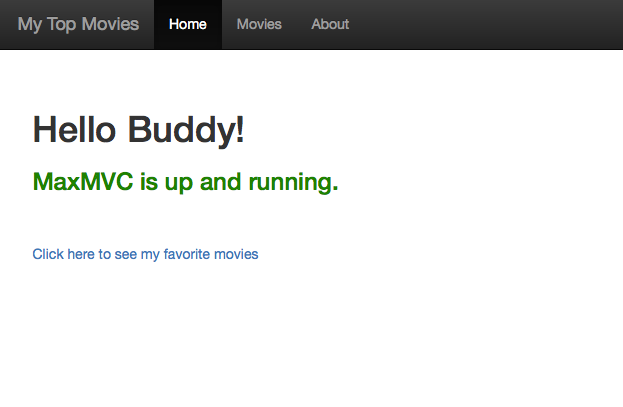 My Top Movies Home Movies About
Hello Buddy!
MaxMVC is up and running.
Click here to see my favorite movies